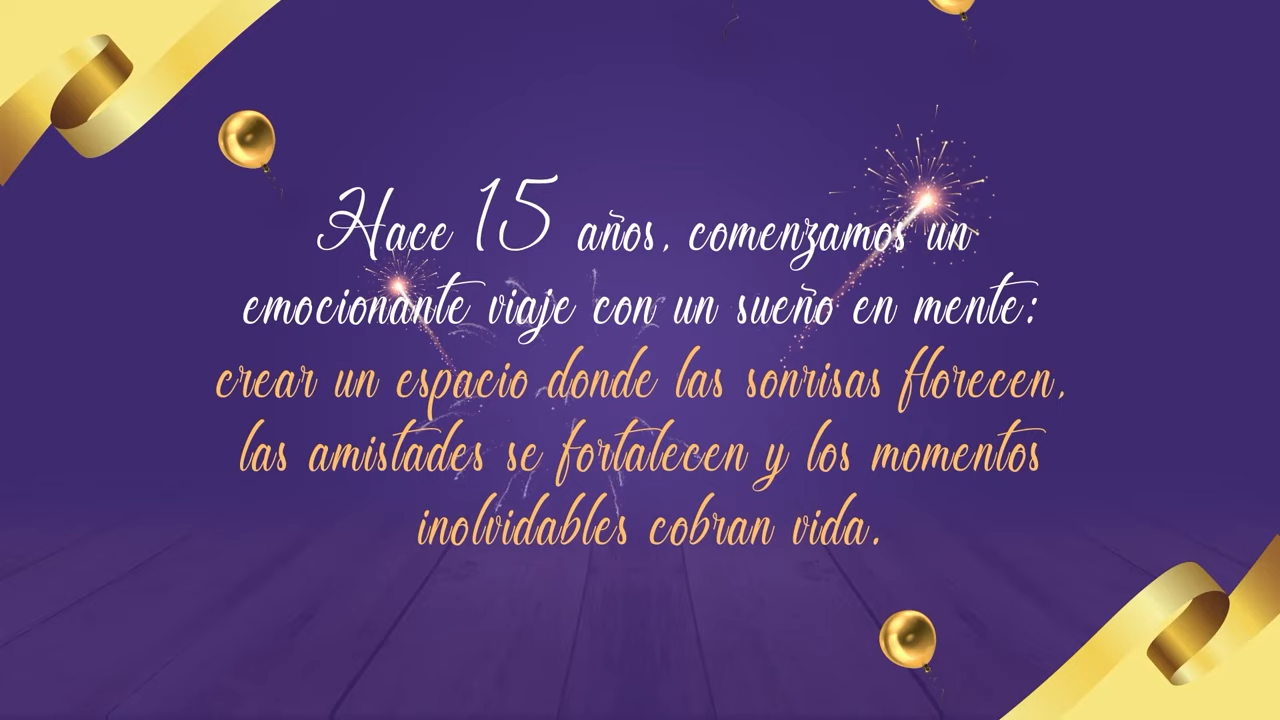 Hace 15 años, comenzamos un
emocionante viaje con un sueño en mente:
crear un espacio donde las sonrisas florecen,
las amistades se fortalecen y los momentos
inolvidables cobran vida.